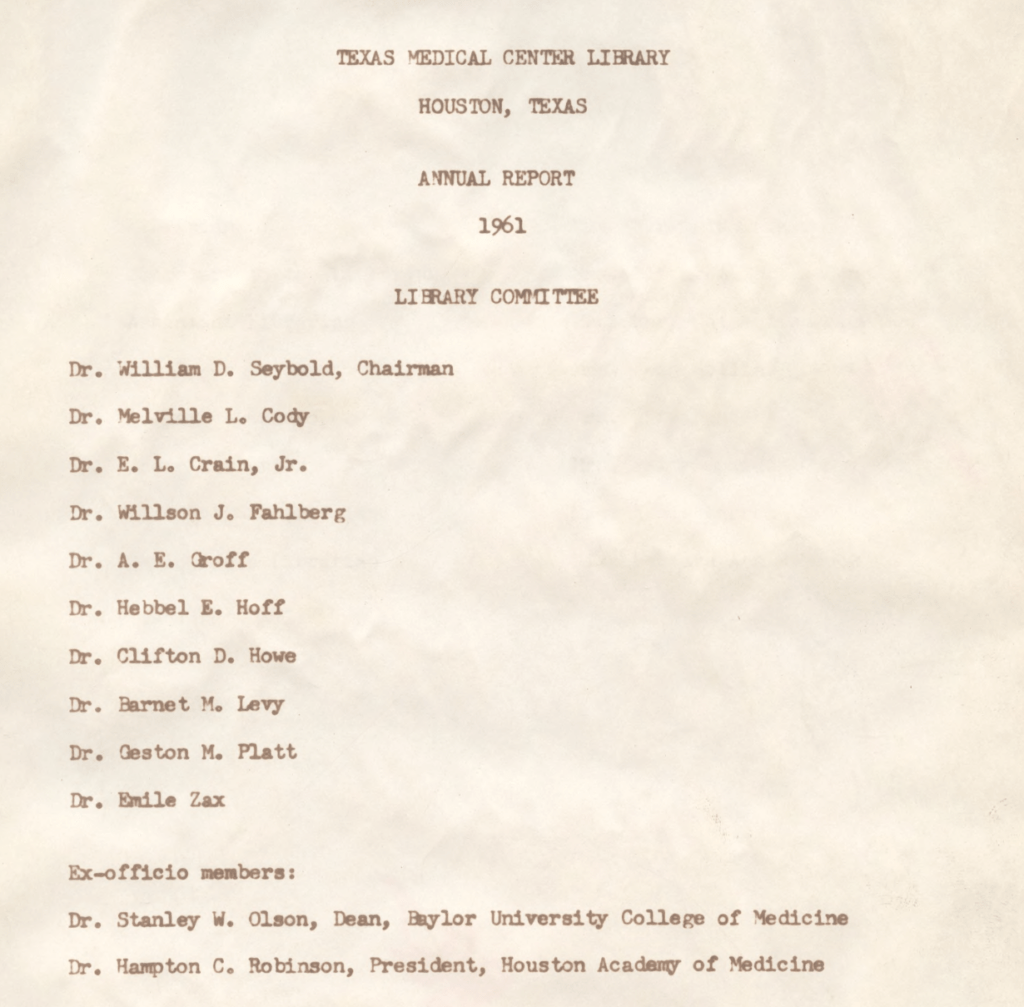 TEXAS MEDICAL CENTER LIBRARY
HOUSTON, TEXAS
ANNUAL REPORT
1961
LIBRARY COMMITTEE
Dr. William D. Seybold, Chairman
Dr. Melville L. Cody
Dr. E. L. Crain, Jr.
Dr. Willson J. Fahlberg
Dr. A. E. Groff
Dr. Hebbel E. Hoff
Dr. Clifton D. Howe
Dr. Barnet M. Levy
Dr. Geston M. Platt
Dr. Emile Zax
Ex-officio members:
Dr. Stanley W. Olson, Dean, Baylor University College of Medicine
Dr. Hampton C. Robinson, President, Houston Academy of Medicine